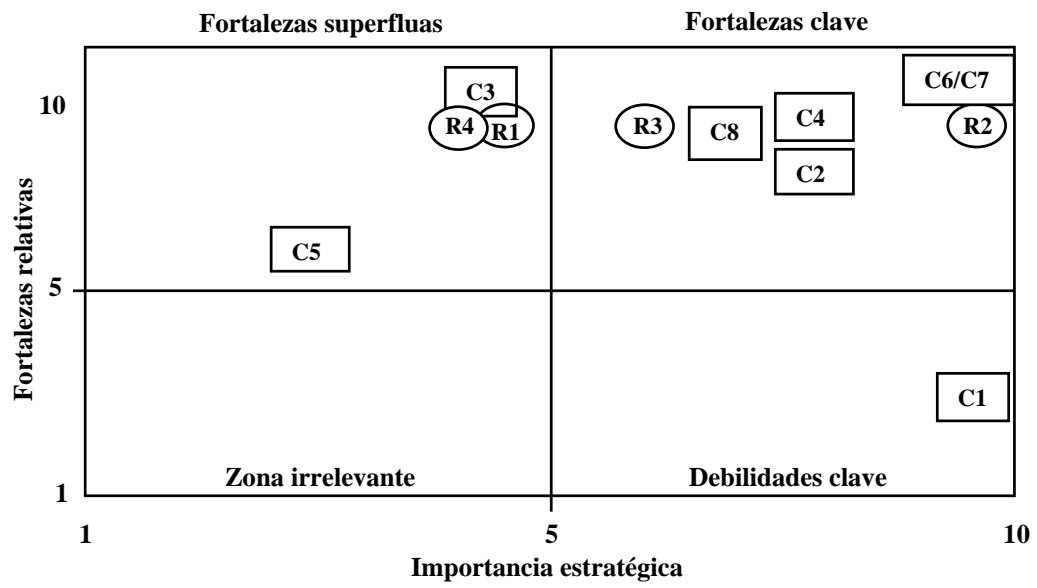 Fortalezas superfluas
Fortalezas clave
C6/C7
C3
10
C4
R4
R1
R3
C8
R2
C2
C5
Fortalezas relativas
5
C1
Zona irrelevante
Debilidades clave
1
1
5
10
Importancia estratégica